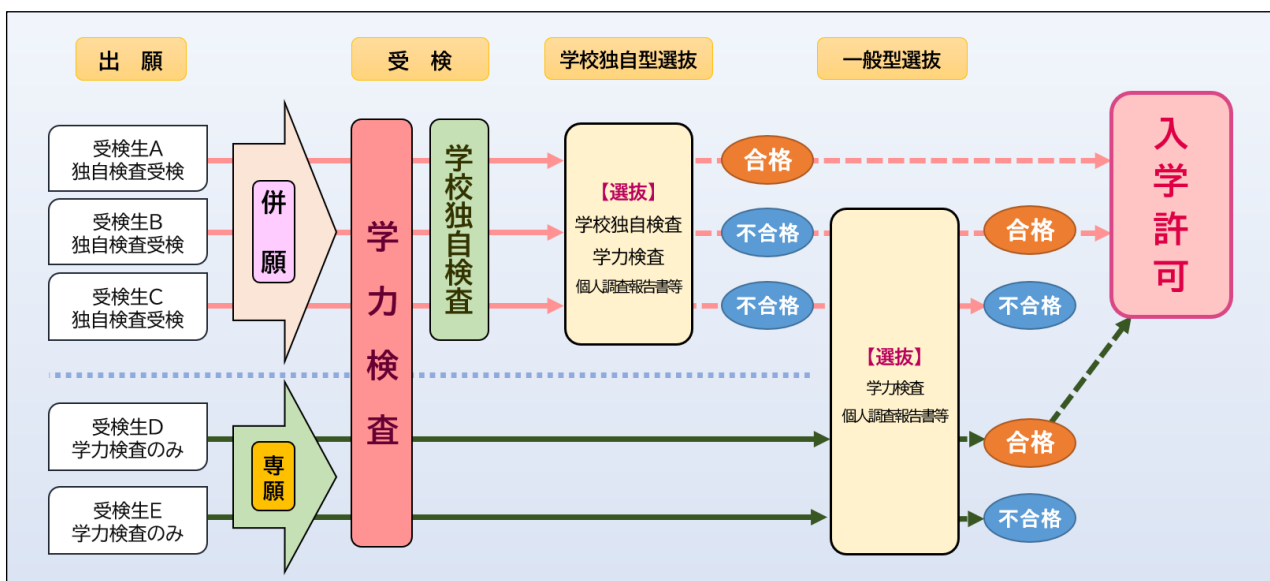 出　願
受　検
学校独自型選抜
一般型選抜
受検生A
独自検査受検
受検生B
独自検査受検
受検生C
独自検査受検
併願
学力検査
学校独自検査
【選抜】
学校独自検査
学力検査
個人調査報告書等
合格
不合格
不合格
【選抜】
学力検査
個人調査報告書等
合格
不合格
入学許可
受検生D
学力検査のみ
受検生E
学力検査のみ
専願
合格
不合格